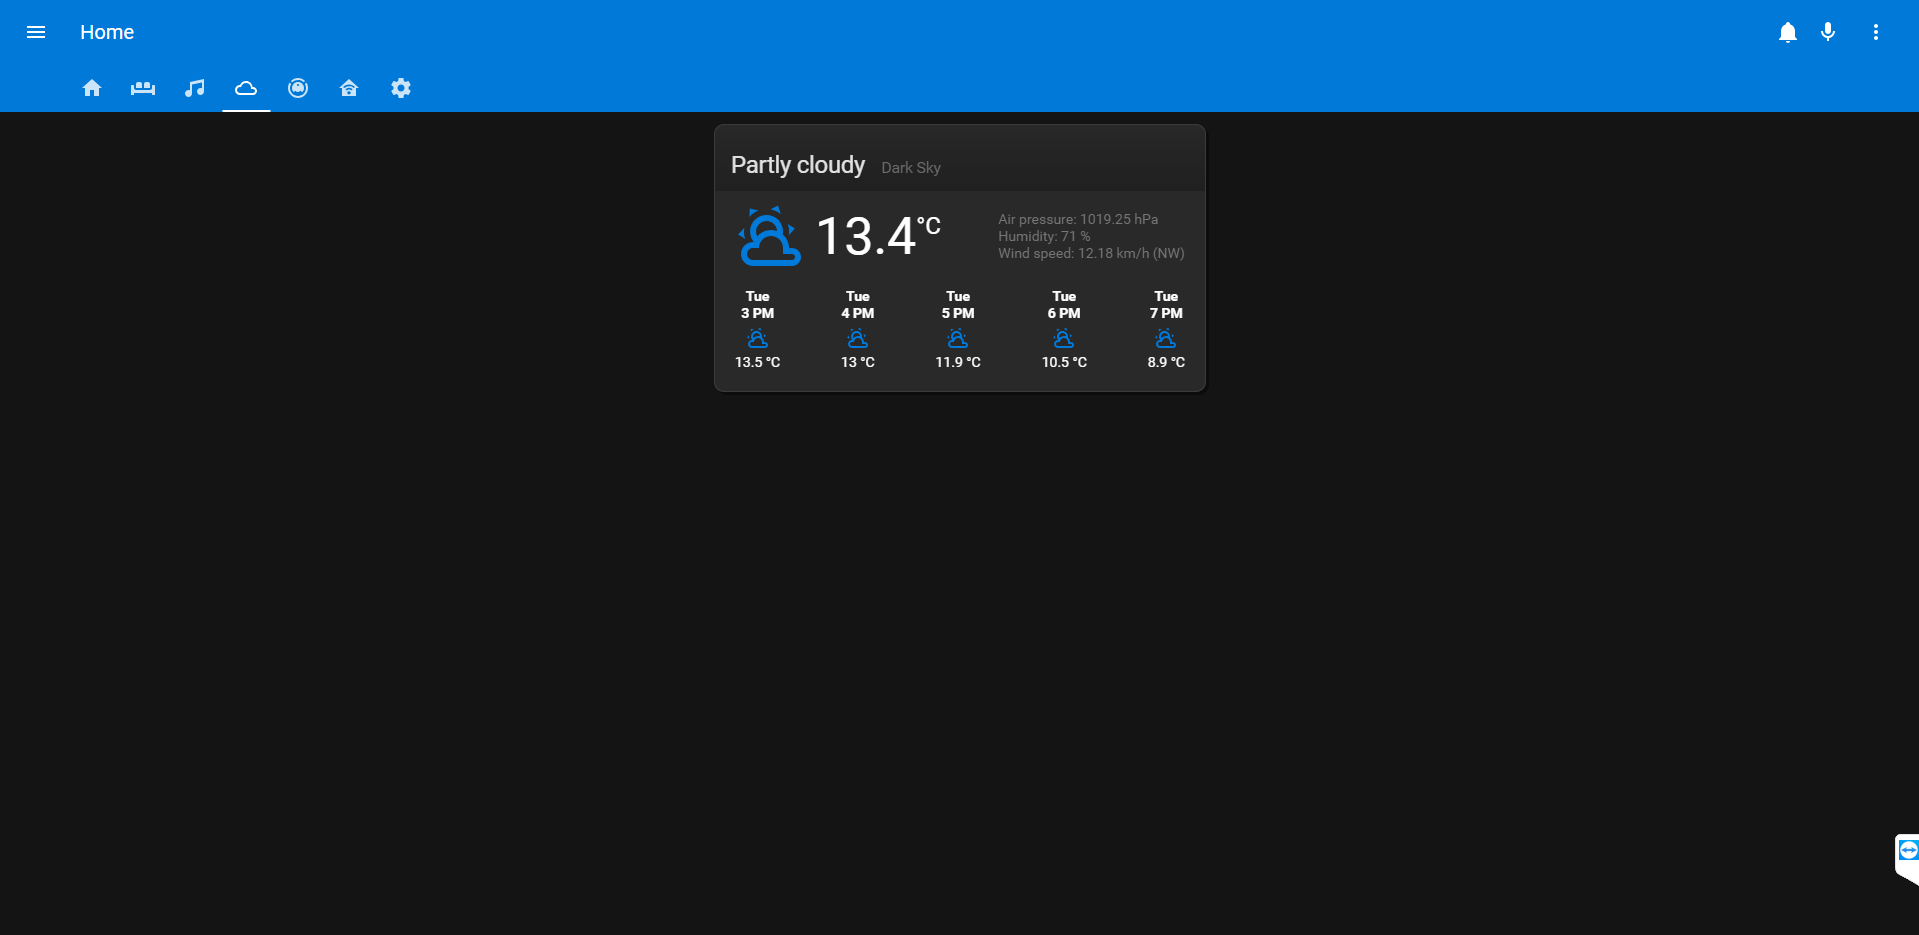 Home
Partly cloudy Dark Sky
13.4 °C
Air pressure: 1019.25 hPa
Humidity: 71 %
Wind speed: 12.18 km/h (NW)
Tue Tue Tue Tue Tue
3 PM 4 PM 5 PM 6 PM 7 PM
13.5 °C 13 °C 11.9 °C 10.5 °C 8.9 °C